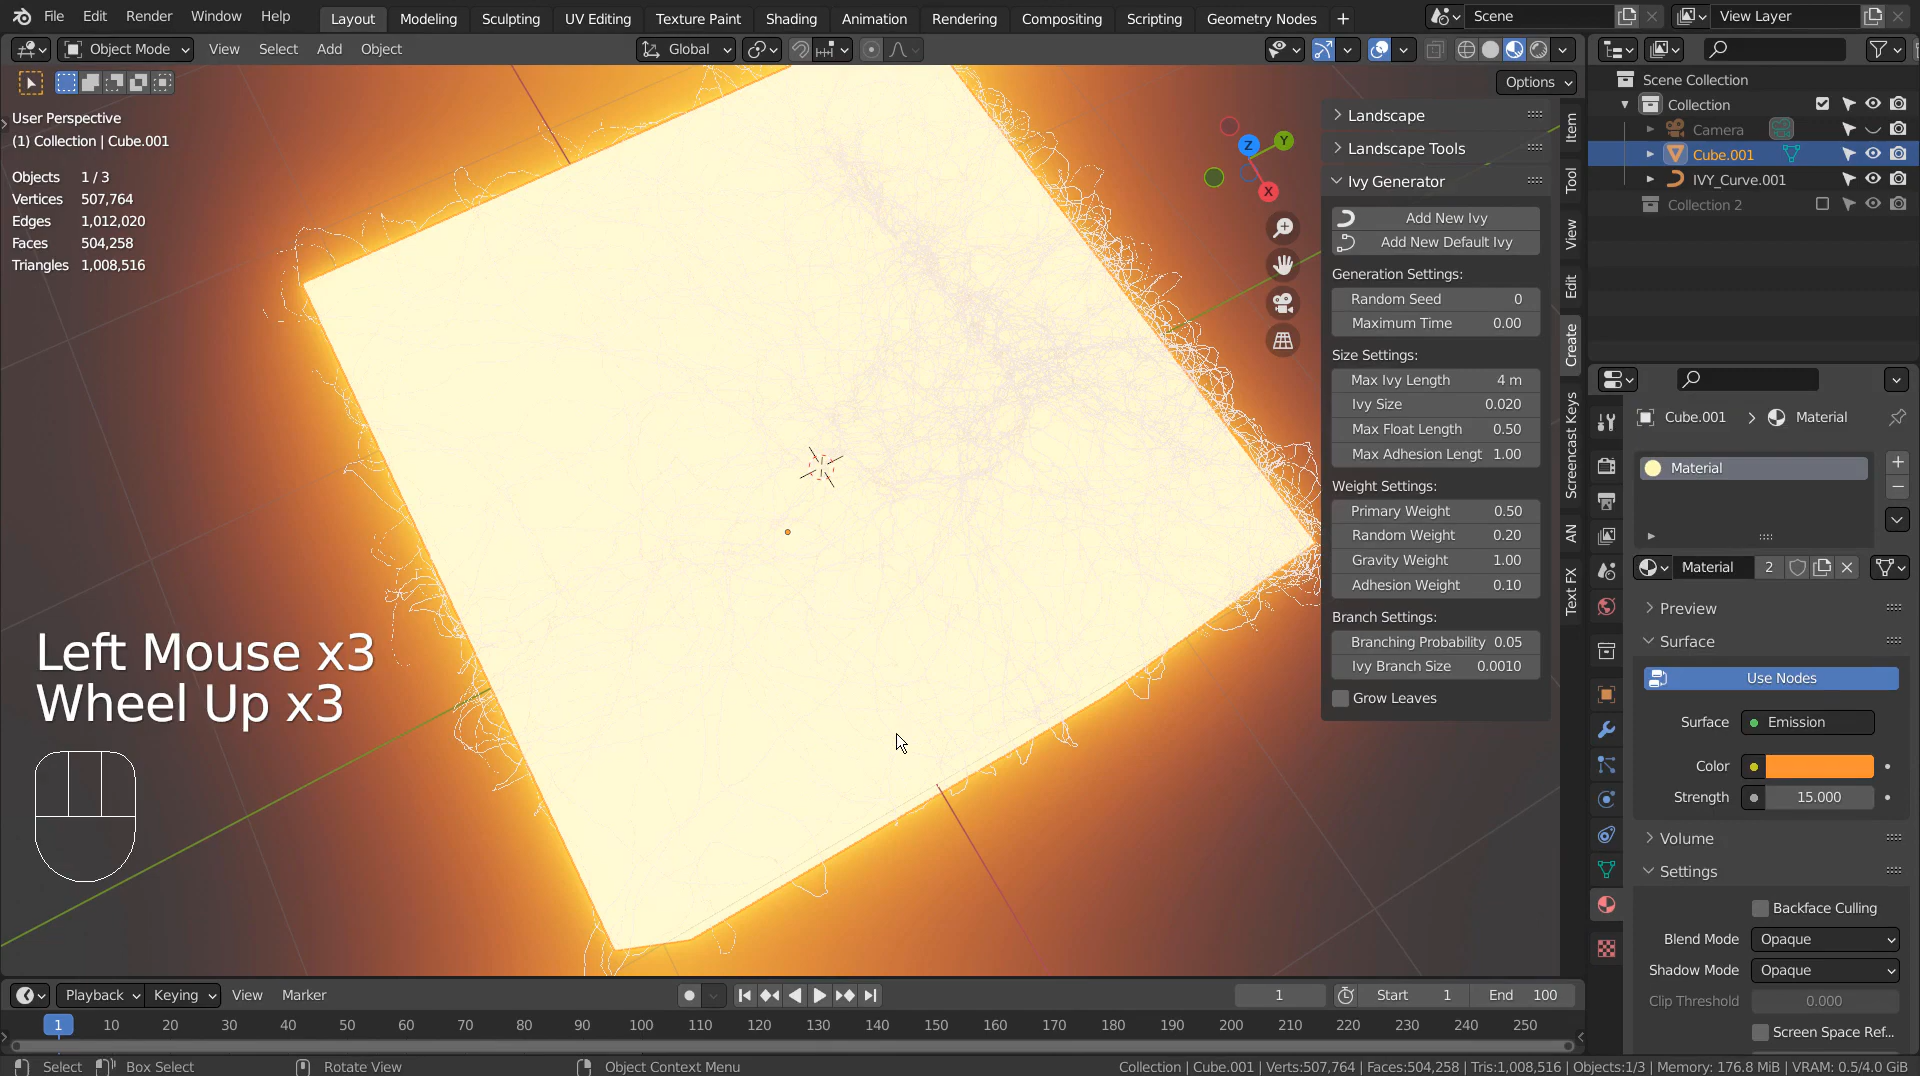 File Edit Render Window Help Layout Modeling Sculpting UV Editing Texture Paint Shading Animation Rendering Compositing Scripting Geometry Nodes + Scene View Layer
Object Mode View Select Add Object Global
Options
User Perspective
(1) Collection | Cube.001
Objects 1 / 3
Vertices 507,764
Edges 1,012,020
Faces 504,258
Triangles 1,008,516
Z
Y
X
Left Mouse x3
Wheel Up x3
Landscape
Landscape Tools
Ivy Generator
Add New Ivy
Add New Default Ivy
Generation Settings:
Random Seed 0
Maximum Time 0.00
Size Settings:
Max Ivy Length 4 m
Ivy Size 0.020
Max Float Length 0.50
Max Adhesion Lengt 1.00
Weight Settings:
Primary Weight 0.50
Random Weight 0.20
Gravity Weight 1.00
Adhesion Weight 0.10
Branch Settings:
Branching Probability 0.05
Ivy Branch Size 0.0010
Grow Leaves
Item
Tool
View
Edit
Create
Screencast Keys
AN
Text FX
Scene Collection
Collection
Camera
Cube.001
IVY_Curve.001
Collection 2
Cube.001 > Material
Material
Material 2
Preview
Surface
Use Nodes
Surface Emission
Color
Strength 15.000
Volume
Settings
Backface Culling
Blend Mode Opaque
Shadow Mode Opaque
Clip Threshold 0.000
Screen Space Ref...
Playback Keying View Marker 1 Start 1 End 100
1 10 20 30 40 50 60 70 80 90 100 110 120 130 140 150 160 170 180 190 200 210 220 230 240 250
Select Box Select Rotate View Object Context Menu Collection | Cube.001 | Verts:507,764 | Faces:504,258 | Tris:1,008,516 | Objects:1/3 | Memory: 176.8 MiB | VRAM: 0.5/4.0 GiB